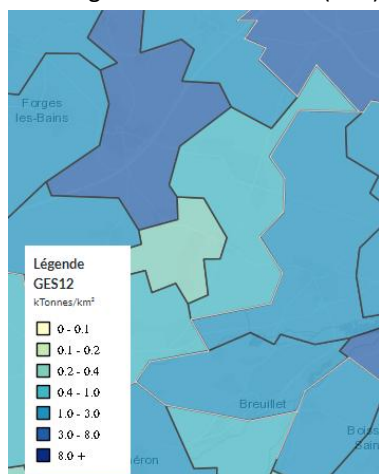 Forges
les-Bains
Légende
GES12
kTonnes/km²
0 - 0.1
0.1 - 0.2
0.2 - 0.4
0.4 - 1.0
1.0 - 3.0
3.0 - 8.0
8.0 +
Breuillet